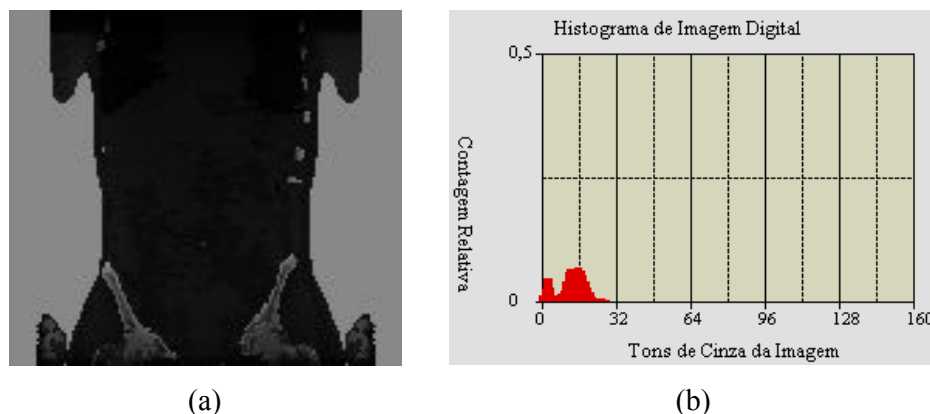 Histograma de Imagem Digital
0,5
Contagem Relativa
0
0 32 64 96 128 160
Tons de Cinza da Imagem
(a) (b)